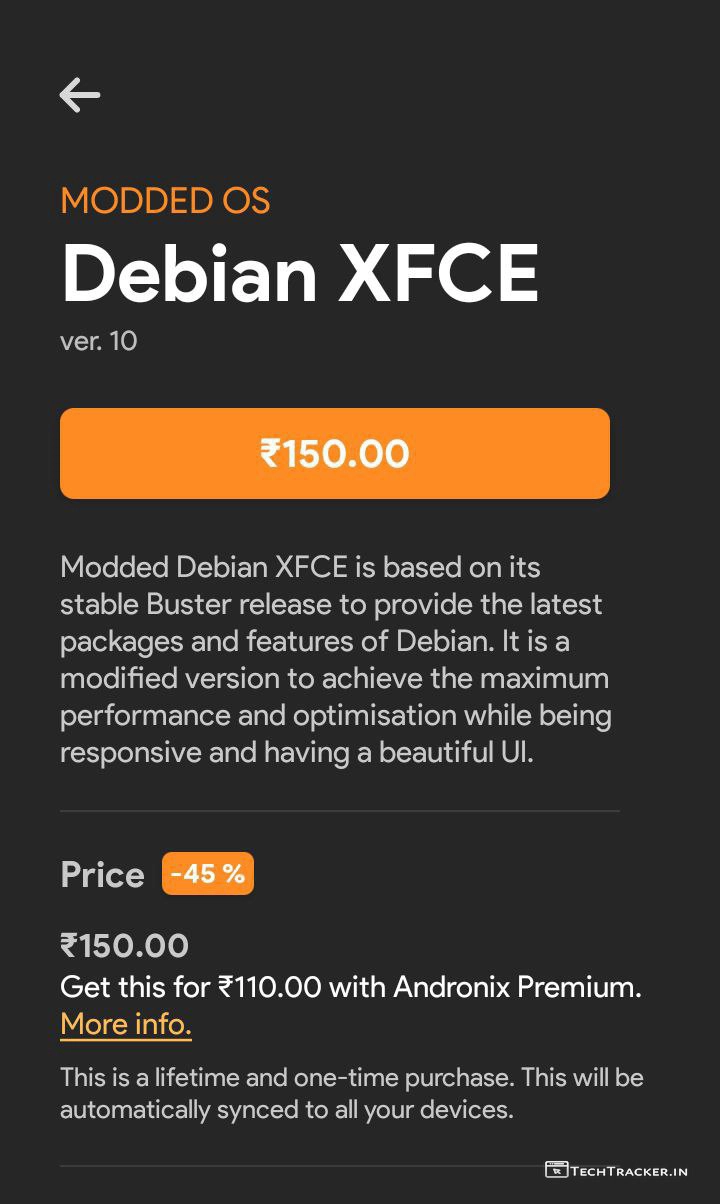 MODDED OS
Debian XFCE
ver. 10
₹150.00
Modded Debian XFCE is based on its
stable Buster release to provide the latest
packages and features of Debian. It is a
modified version to achieve the maximum
performance and optimisation while being
responsive and having a beautiful UI.
Price -45 %
₹150.00
Get this for ₹110.00 with Andronix Premium.
More info.
This is a lifetime and one-time purchase. This will be
automatically synced to all your devices.
TECHTRACKER.IN